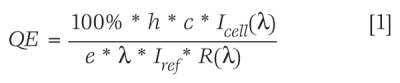 QE = 100% * h * c * I_cell(λ) / e * λ * I_ref * R(λ) [1]